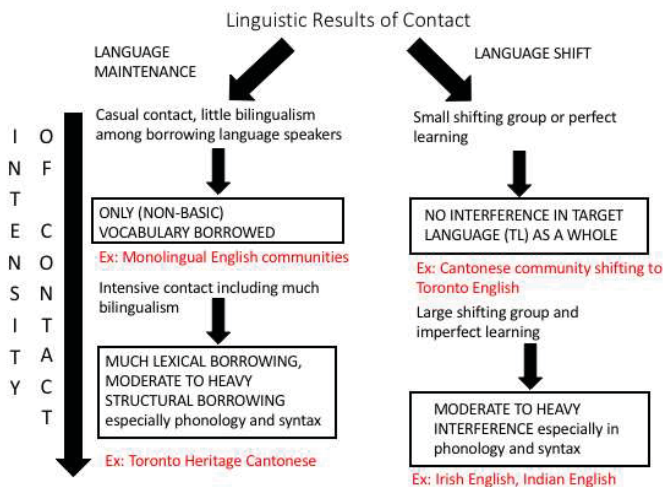 Linguistic Results of Contact
LANGUAGE
MAINTENANCE
LANGUAGE SHIFT
INTENSITY
OF CONTACT
Casual contact, little bilingualism
among borrowing language speakers
ONLY (NON-BASIC)
VOCABULARY BORROWED
Ex: Monolingual English communities
Intensive contact including much
bilingualism
MUCH LEXICAL BORROWING,
MODERATE TO HEAVY
STRUCTURAL BORROWING
especially phonology and syntax
Ex: Toronto Heritage Cantonese
Small shifting group or perfect
learning
NO INTERFERENCE IN TARGET
LANGUAGE (TL) AS A WHOLE
Ex: Cantonese community shifting to
Toronto English
Large shifting group and
imperfect learning
MODERATE TO HEAVY
INTERFERENCE especially in
phonology and syntax
Ex: Irish English, Indian English